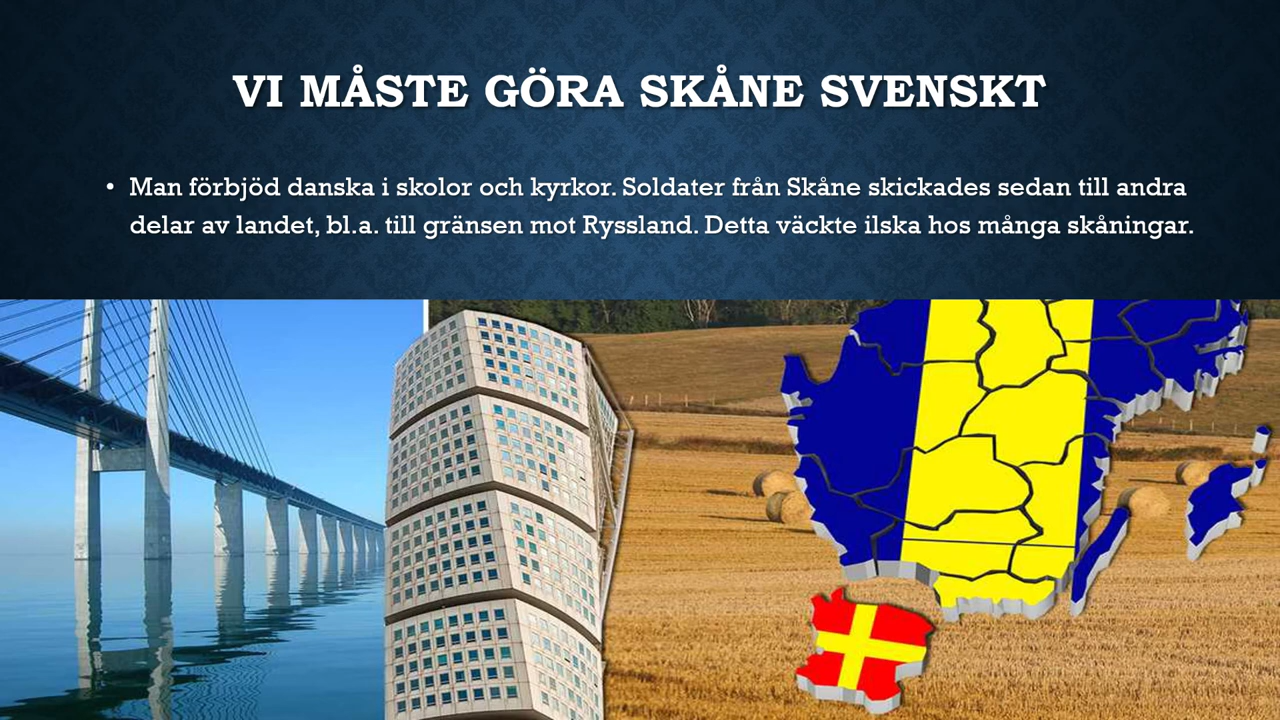 VI MÅSTE GÖRA SKÅNE SVENSKT
• Man förbjöd danska i skolor och kyrkor. Soldater från Skåne skickades sedan till andra
delar av landet, bl.a. till gränsen mot Ryssland. Detta väckte ilska hos många skåningar.